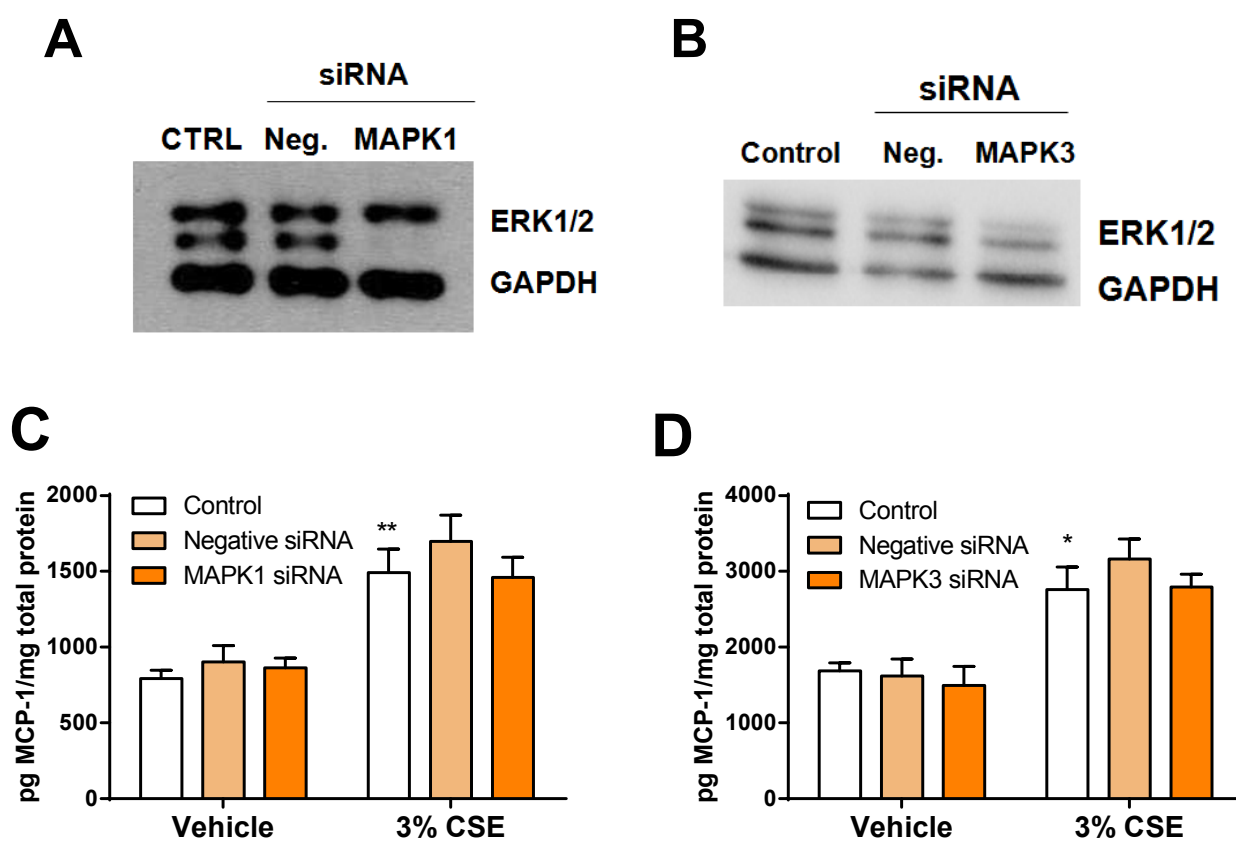 A
siRNA
CTRL Neg. MAPK1
ERK1/2
GAPDH
B
siRNA
Control Neg. MAPK3
ERK1/2
GAPDH
C
pg MCP-1/mg total protein
2000
1500
1000
500
0
Control
Negative siRNA
MAPK1 siRNA
**
Vehicle 3% CSE
D
pg MCP-1/mg total protein
4000
3000
2000
1000
0
Control
Negative siRNA
MAPK3 siRNA
*
Vehicle 3% CSE